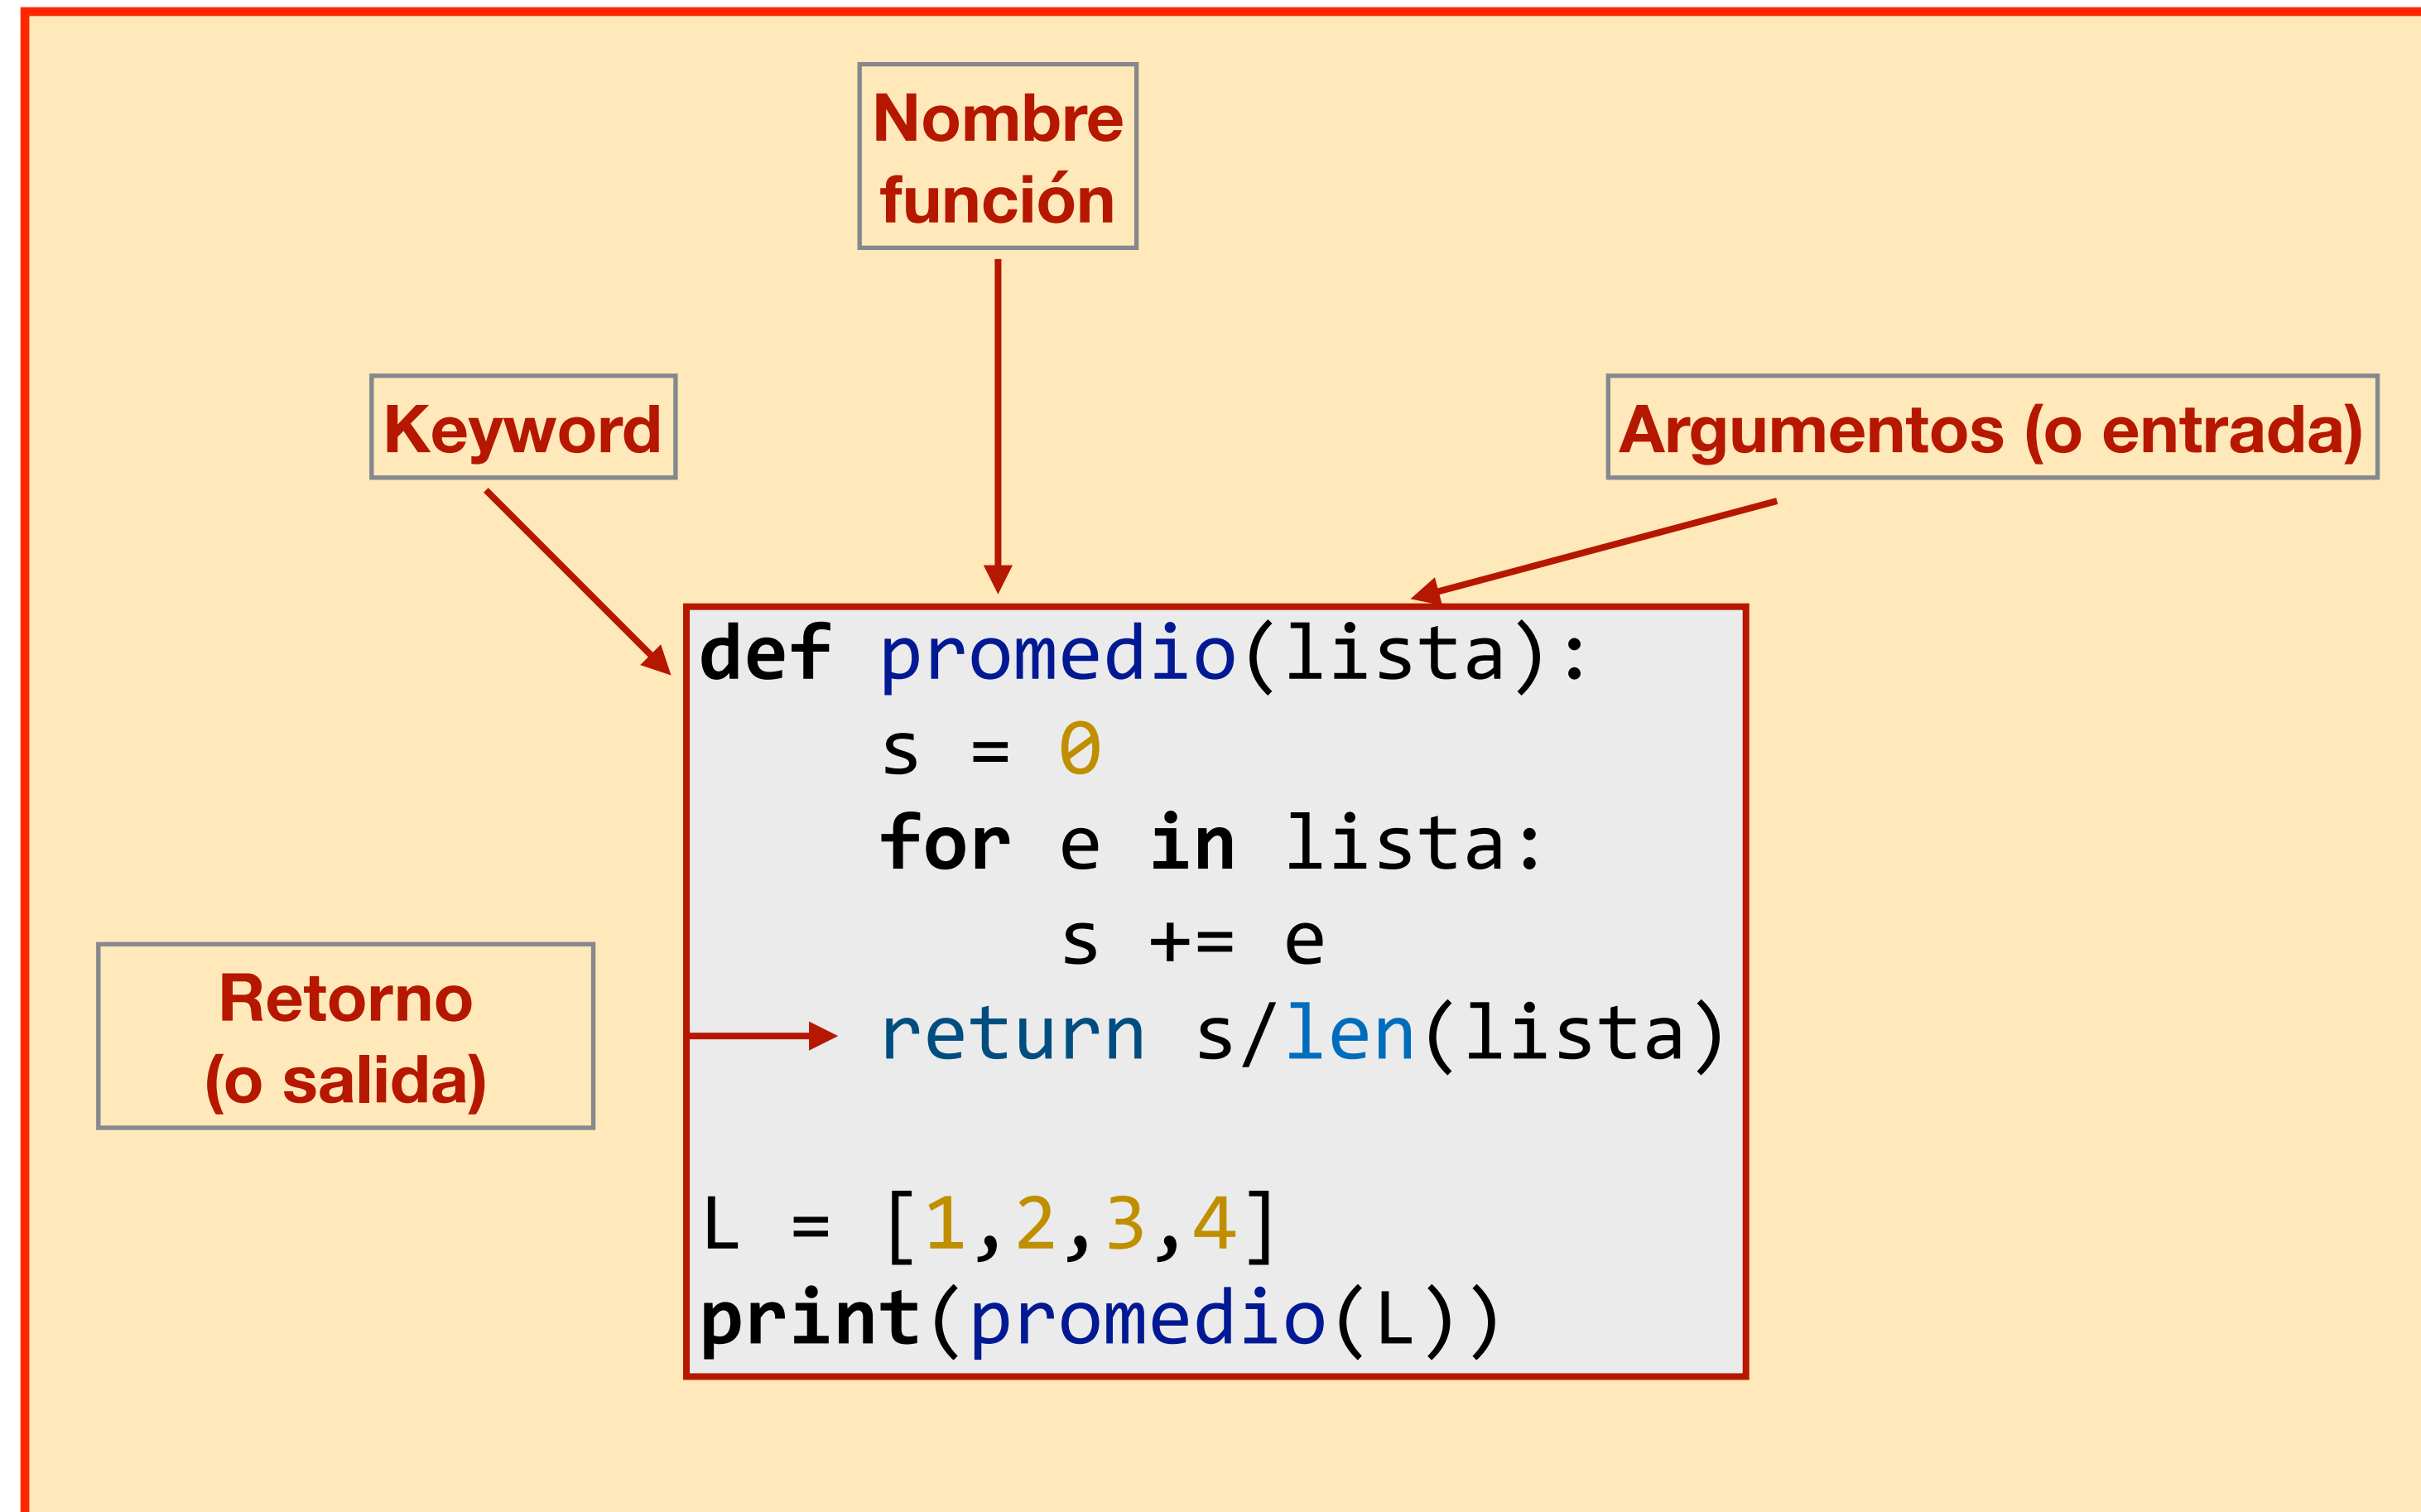 Nombre
función
Keyword
Argumentos (o entrada)
def promedio(lista):
    s = 0
    for e in lista:
        s += e
    return s/len(lista)
Retorno
(o salida)
L = [1,2,3,4]
print(promedio(L))